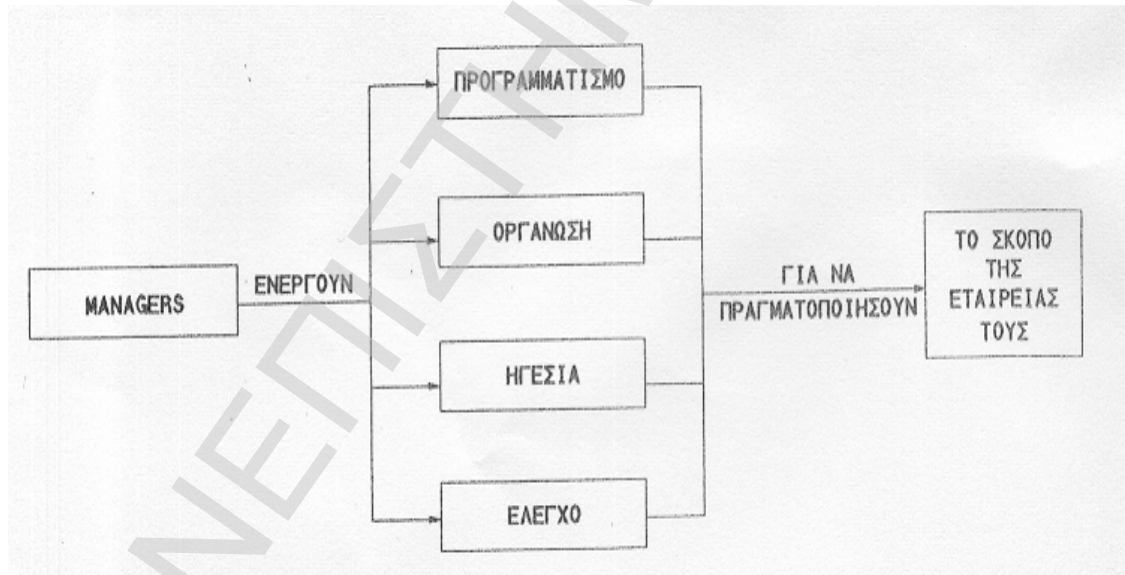 ΠΡΟΓΡΑΜΜΑΤΙΣΜΟ
ΟΡΓΑΝΩΣΗ
MANAGERS
ΕΝΕΡΓΟΥΝ
ΗΓΕΣΙΑ
ΕΛΕΓΧΟ
ΓΙΑ ΝΑ
ΠΡΑΓΜΑΤΟΠΟΙΗΣΟΥΝ
ΤΟ ΣΚΟΠΟ
ΤΗΣ
ΕΤΑΙΡΕΙΑΣ
ΤΟΥΣ